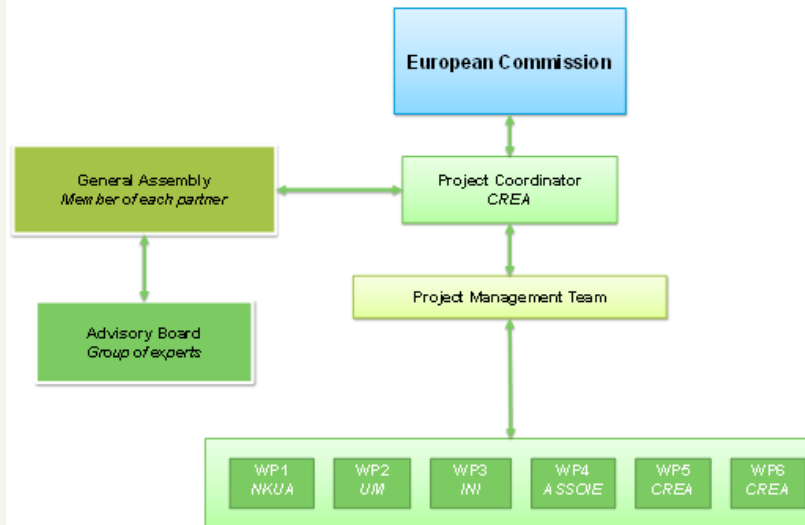 European Commission
General Assembly
Member of each partner
Project Coordinator
CREA
Project Management Team
Advisory Board
Group of experts
WP1
NKUA
WP2
UM
WP3
INI
WP4
ASSOIE
WP5
CREA
WP6
CREA